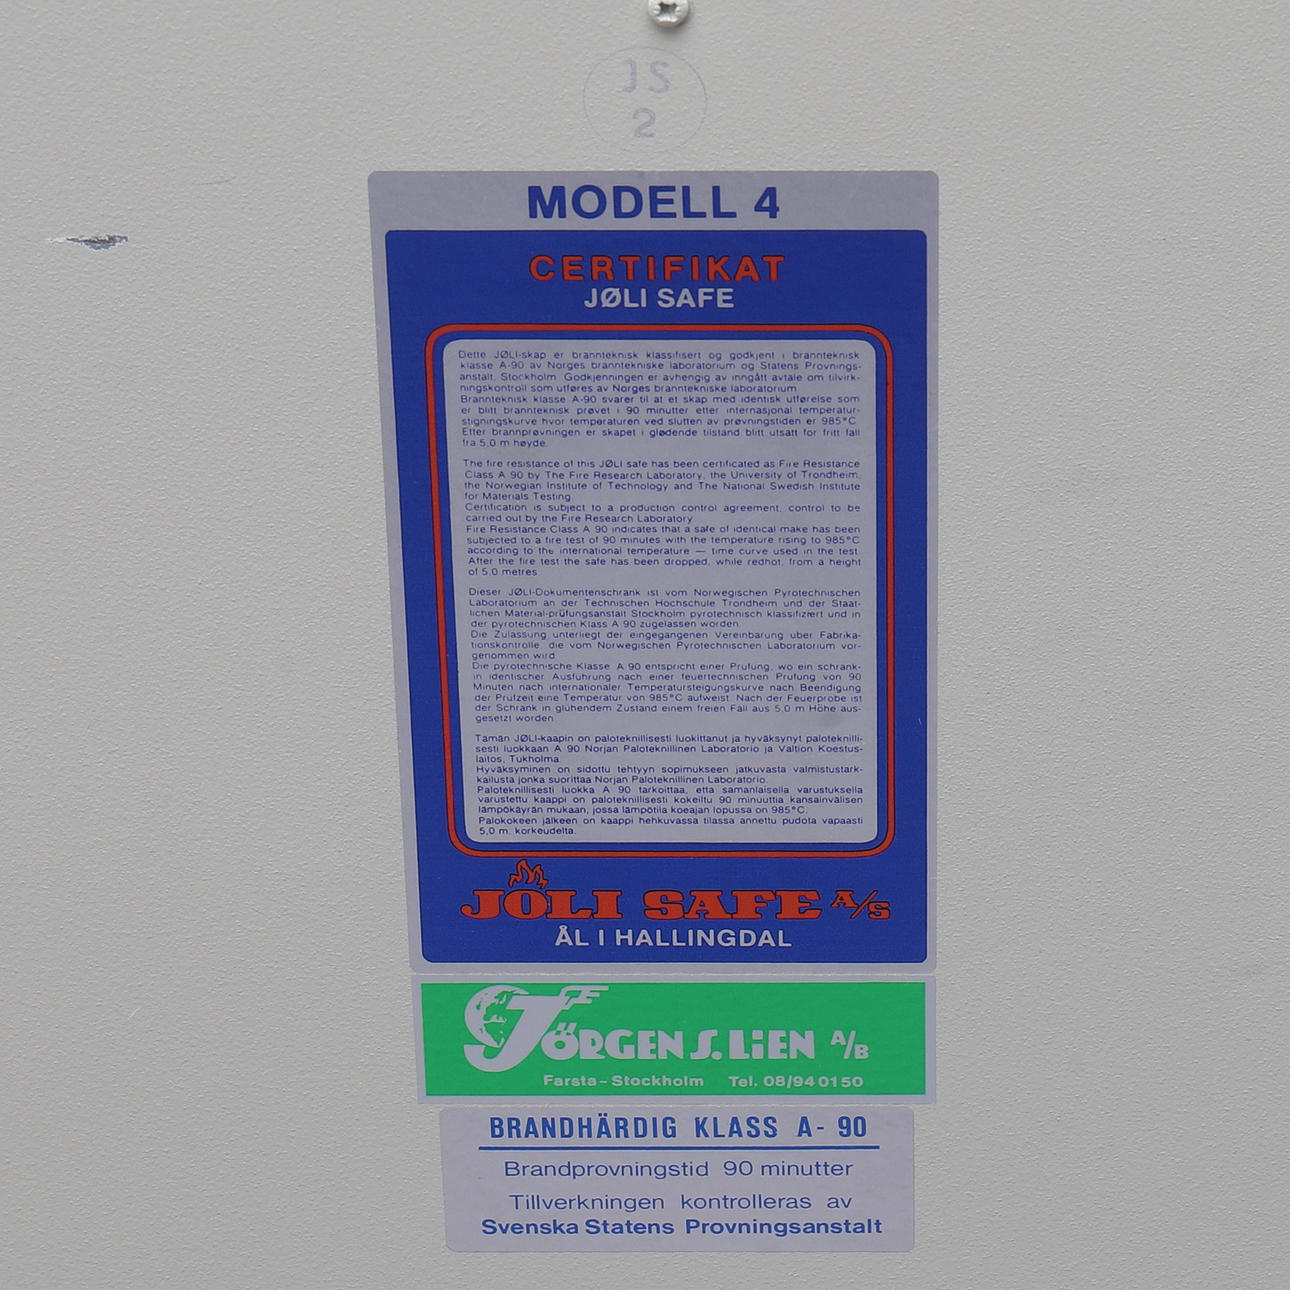 JS
2
MODELL 4
CERTIFIKAT
JØLI SAFE
Dette JØLI-skap er brannteknisk klassifisert og godkjent i brannteknisk
klasse A-90 av Norges branntekniske laboratorium og Statens Provnings-
anstalt, Stockholm. Godkjenningen er avhengig av inngått avtale om tilvirk-
ningskontroll som utføres av Norges branntekniske laboratorium.
Brannteknisk klasse A-90 svarer til at et skap med identisk utførelse som
er blitt brannteknisk prøvet i 90 minutter etter internasjonal temperatur-
stigningskurve hvor temperaturen ved slutten av prøvningstiden er 985°C.
Etter brannprøvningen er skapet i glødende tilstand blitt utsatt for fritt fall
fra 5,0 m høyde.
The fire resistance of this JØLI safe has been certificated as Fire Resistance
Class A 90 by The Fire Research Laboratory, the University of Trondheim,
the Norwegian Institute of Technology and The National Swedish Institute
for Materials Testing.
Certification is subject to a production control agreement, control to be
carried out by the Fire Research Laboratory.
Fire Resistance Class A 90 indicates that a safe of identical make has been
subjected to a fire test of 90 minutes with the temperature rising to 985°C
according to the international temperature — time curve used in the test.
After the fire test the safe has been dropped, while redhot, from a height
of 5.0 metres.
Dieser JØLI-Dokumentenschrank ist vom Norwegischen Pyrotechnischen
Laboratorium an der Technischen Hochschule Trondheim und der Staat-
lichen Material-prüfungsanstalt Stockholm pyrotechnisch klassifiziert und in
der pyrotechnischen Klass A 90 zugelassen worden.
Die Zulassung unterliegt der eingegangenen Vereinbarung uber Fabrika-
tionskontrolle, die vom Norwegischen Pyrotechnischen Laboratorium vor-
genommen wird.
Die pyrotechnische Klasse A 90 entspricht einer Prufung, wo ein schrank-
in identischer Ausfuhrung nach einer feuertechnischen Prufung von 90
Minuten nach internationaler Temperatursteigungskurve nach Beendigung
der Prufzeit eine Temperatur von 985°C aufweist. Nach der Feuerprobe ist
der Schrank in gluhendem Zustand einem freien Fall aus 5.0 m Höhe aus-
gesetzt worden.
Tämän JØLI-kaapin on paloteknillisesti luokittanut ja hyväksynyt paloteknilli-
sesti luokkaan A 90 Norjan Paloteknillinen Laboratorio ja Valtion Koestus-
laitos, Tukholma.
Hyväksyminen on sidottu tehtyyn sopimukseen jatkuvasta valmistustark-
kailusta jonka suorittaa Norjan Paloteknillinen Laboratorio.
Paloteknillisesti luokka A 90 tarkoittaa, etta samanlaisella varustuksella
varustettu kaappi on paloteknillisesti kokeiltu 90 minuuttia kansainvälisen
lämpökäyrän mukaan, jossa lämpötila koeajan lopussa on 985°C.
Palokokeen jälkeen on kaappi hehkuvassa tilassa annettu pudota vapaasti
5,0 m. korkeudelta.
JØLI SAFE A/S
ÅL I HALLINGDAL
JÖRGEN S. LIEN A/B
Farsta-Stockholm Tel. 08/940150
BRANDHÄRDIG KLASS A-90
Brandprovningstid 90 minutter
Tillverkningen kontrolleras av
Svenska Statens Provningsanstalt